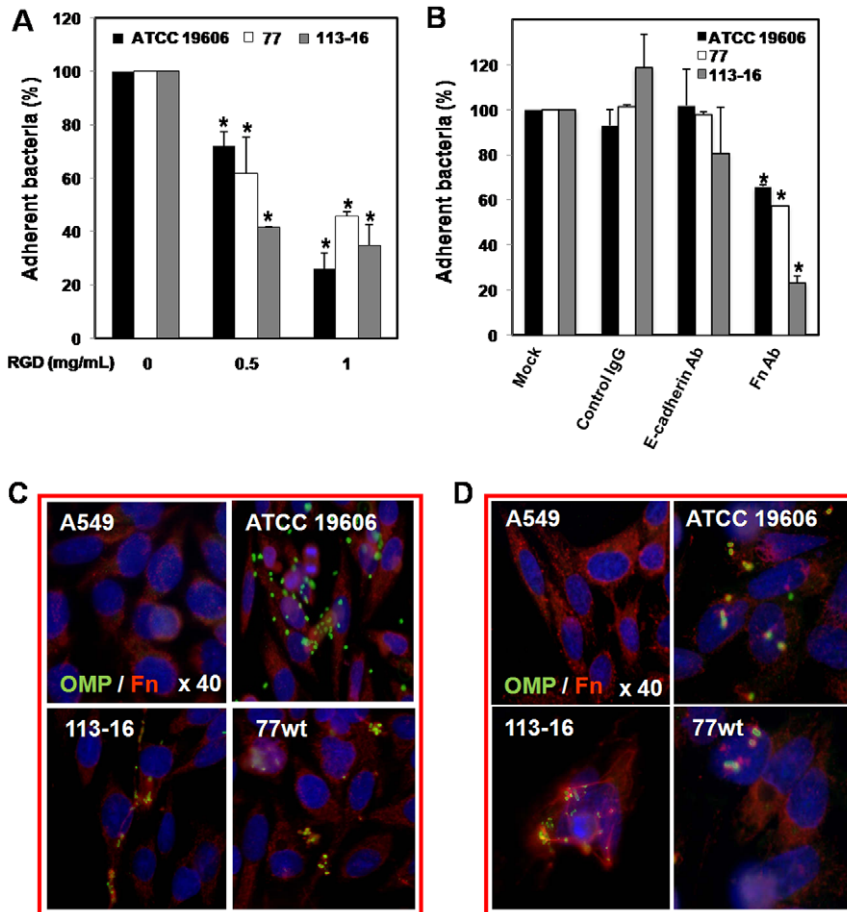 A
ATCC 19606 77 113-16
Adherent bacteria (%)
100
80
60
40
20
0
* * *
* * *
RGD (mg/mL) 0 0.5 1
B
ATCC 19606
77
113-16
Adherent bacteria (%)
120
100
80
60
40
20
0
* * *
Mock
Control IgG
E-cadherin Ab
Fn Ab
C
A549
OMP / Fn x 40
ATCC 19606
113-16
77wt
D
A549
OMP / Fn x 40
ATCC 19606
113-16
77wt